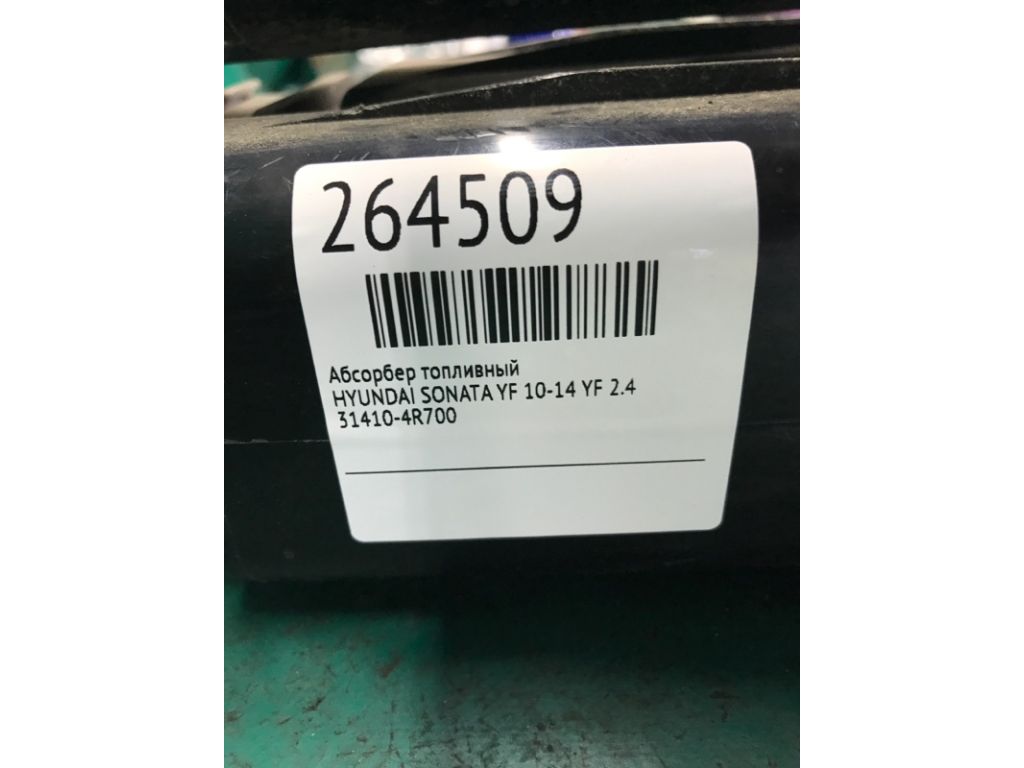 264509
Абсорбер топливный
HYUNDAI SONATA YF 10-14 YF 2.4
31410-4R700